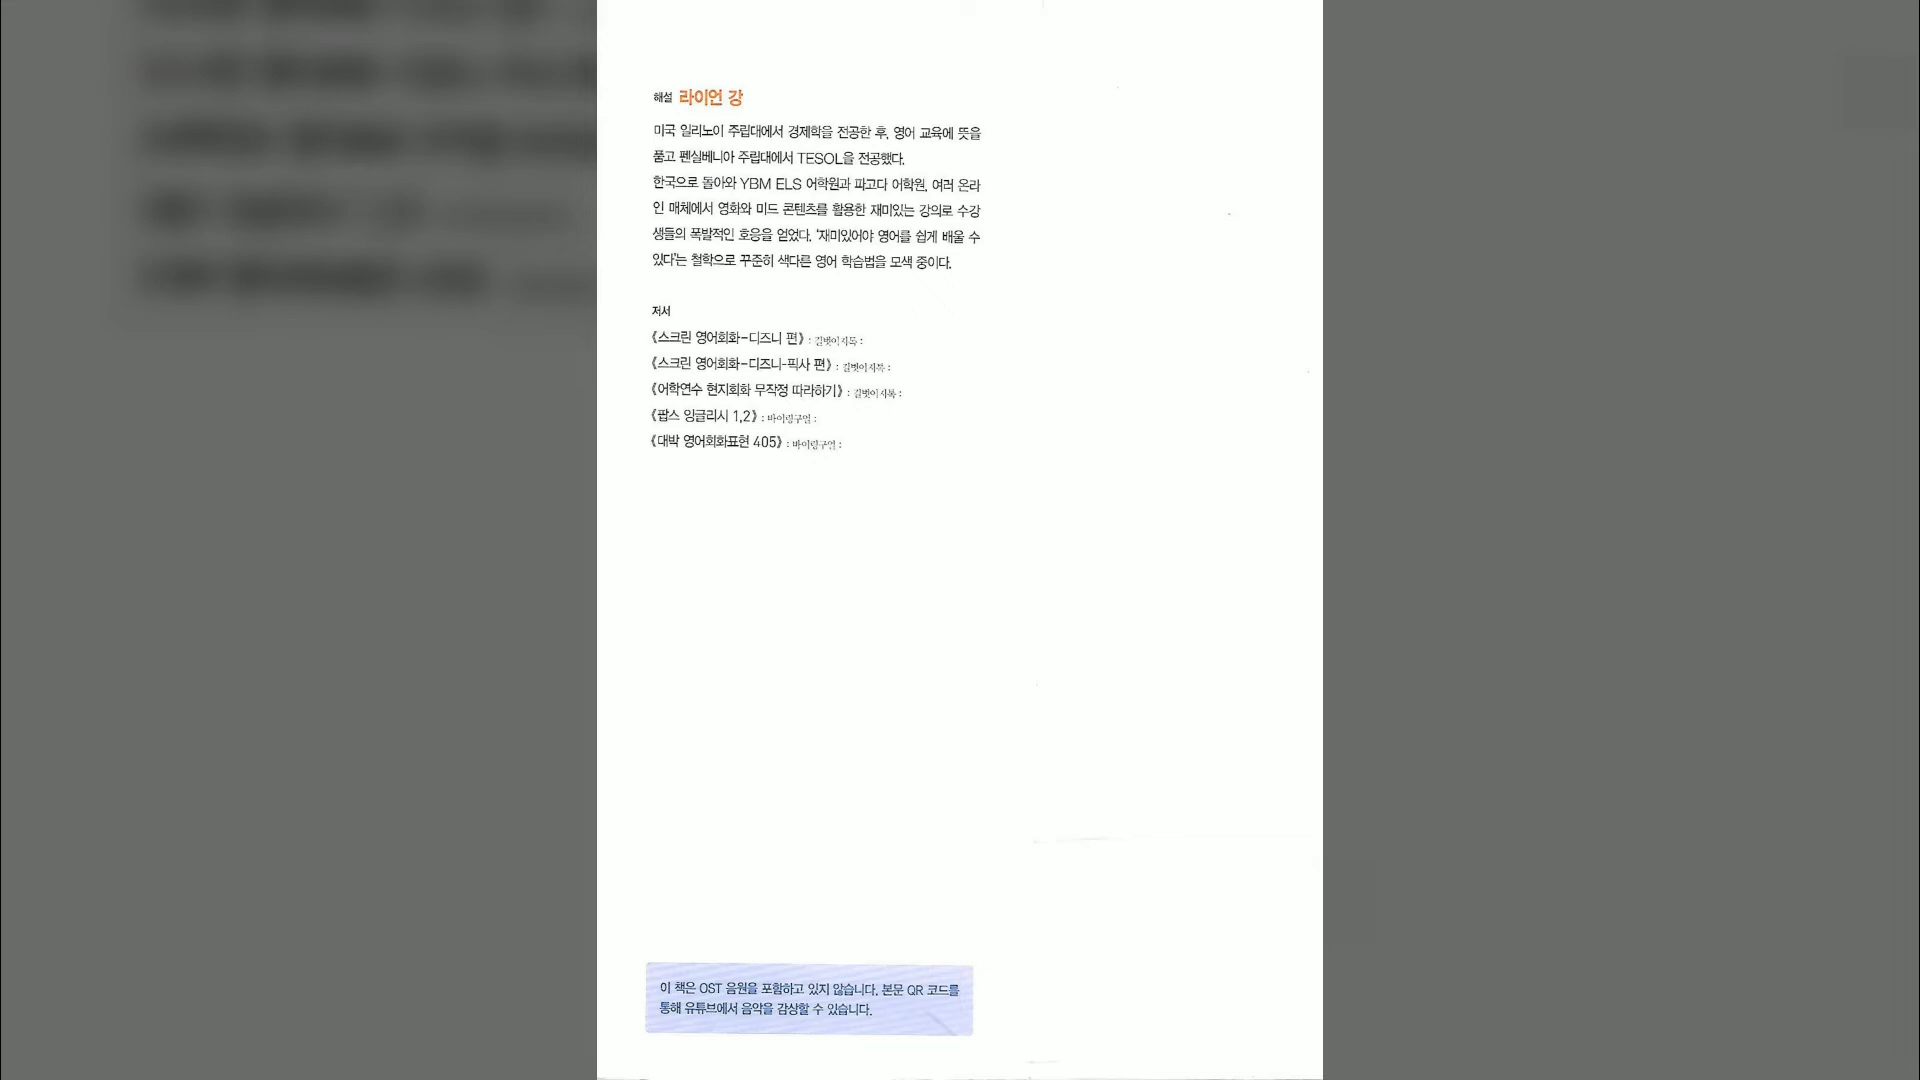 해설 라이언 강
미국 일리노이 주립대에서 경제학을 전공한 후, 영어 교육에 뜻을
품고 펜실베니아 주립대에서 TESOL을 전공했다.
한국으로 돌아와 YBM ELS 어학원과 파고다 어학원, 여러 온라
인 매체에서 영화와 미드 콘텐츠를 활용한 재미있는 강의로 수강
생들의 폭발적인 호응을 얻었다. '재미있어야 영어를 쉽게 배울 수
있다'는 철학으로 꾸준히 색다른 영어 학습법을 모색 중이다.
저서
《스크린 영어회화-디즈니 편》 : 길벗이지톡 :
《스크린 영어회화-디즈니-픽사 편》 : 길벗이지톡 :
《어학연수 현지회화 무작정 따라하기》 : 길벗이지톡 :
《팝스 잉글리시 1,2》 : 바이링구얼 :
《대박 영어회화표현 405》 : 바이링구얼 :
이 책은 OST 음원을 포함하고 있지 않습니다. 본문 QR 코드를
통해 유튜브에서 음악을 감상할 수 있습니다.